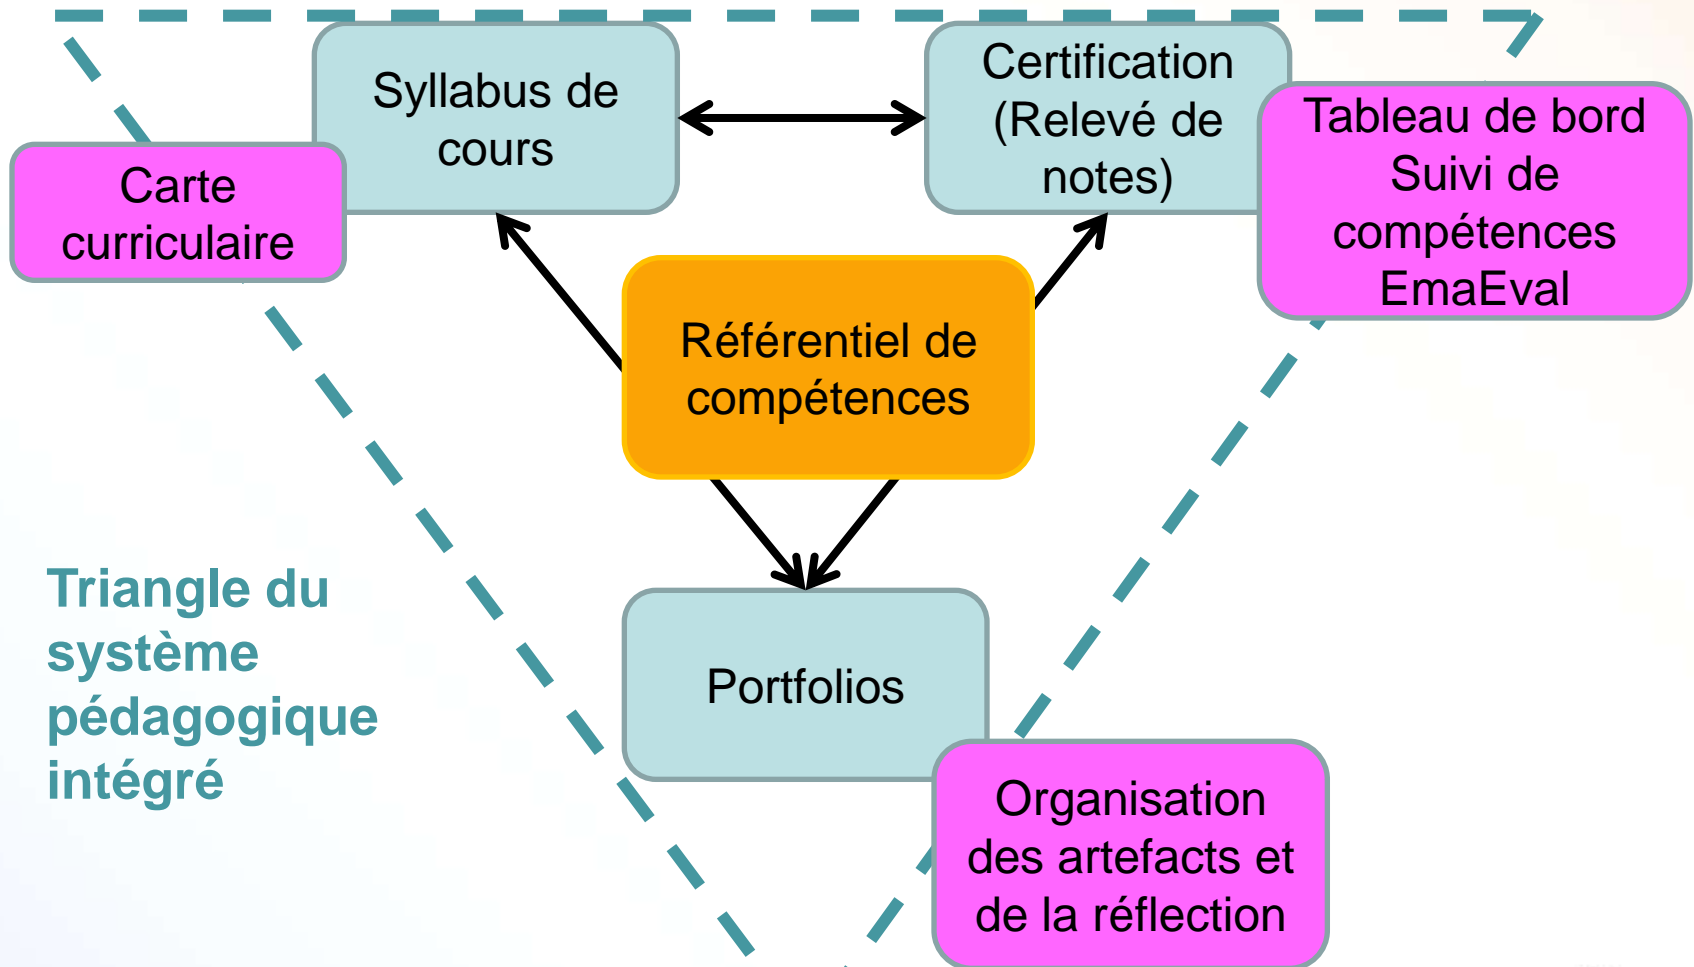 Syllabus de
cours
Certification
(Relevé de
notes)
Tableau de bord
Suivi de
compétences
EmaEval
Carte
curriculaire
Référentiel de
compétences
Triangle du
système
pédagogique
intégré
Portfolios
Organisation
des artefacts et
de la réflection